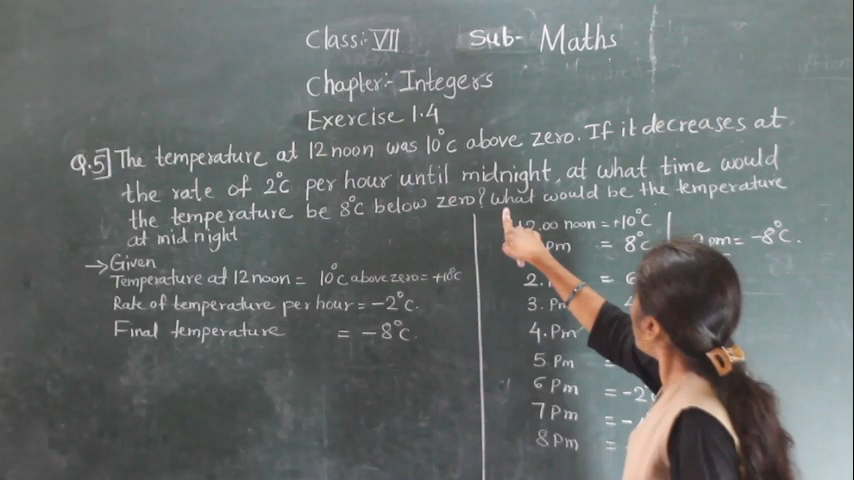 Class:- VII Sub- Maths
Chapter:- Integers
Exercise 1.4
Q.5] The temperature at 12 noon was 10°C above zero. If it decreases at
the rate of 2°C per hour until midnight, at what time would
the temperature be 8°C below zero? What would be the temperature
at mid night
→ Given
Temperature at 12 noon = 10°C above zero = +10°C
Rate of temperature per hour = -2°C.
Final temperature = -8°C.
12.00 noon = +10°C
Pm = 8°C
2. =
3. Pm
4. Pm
5. Pm
6 Pm = -2
7 Pm = -
8 Pm =
pm = -8°C.